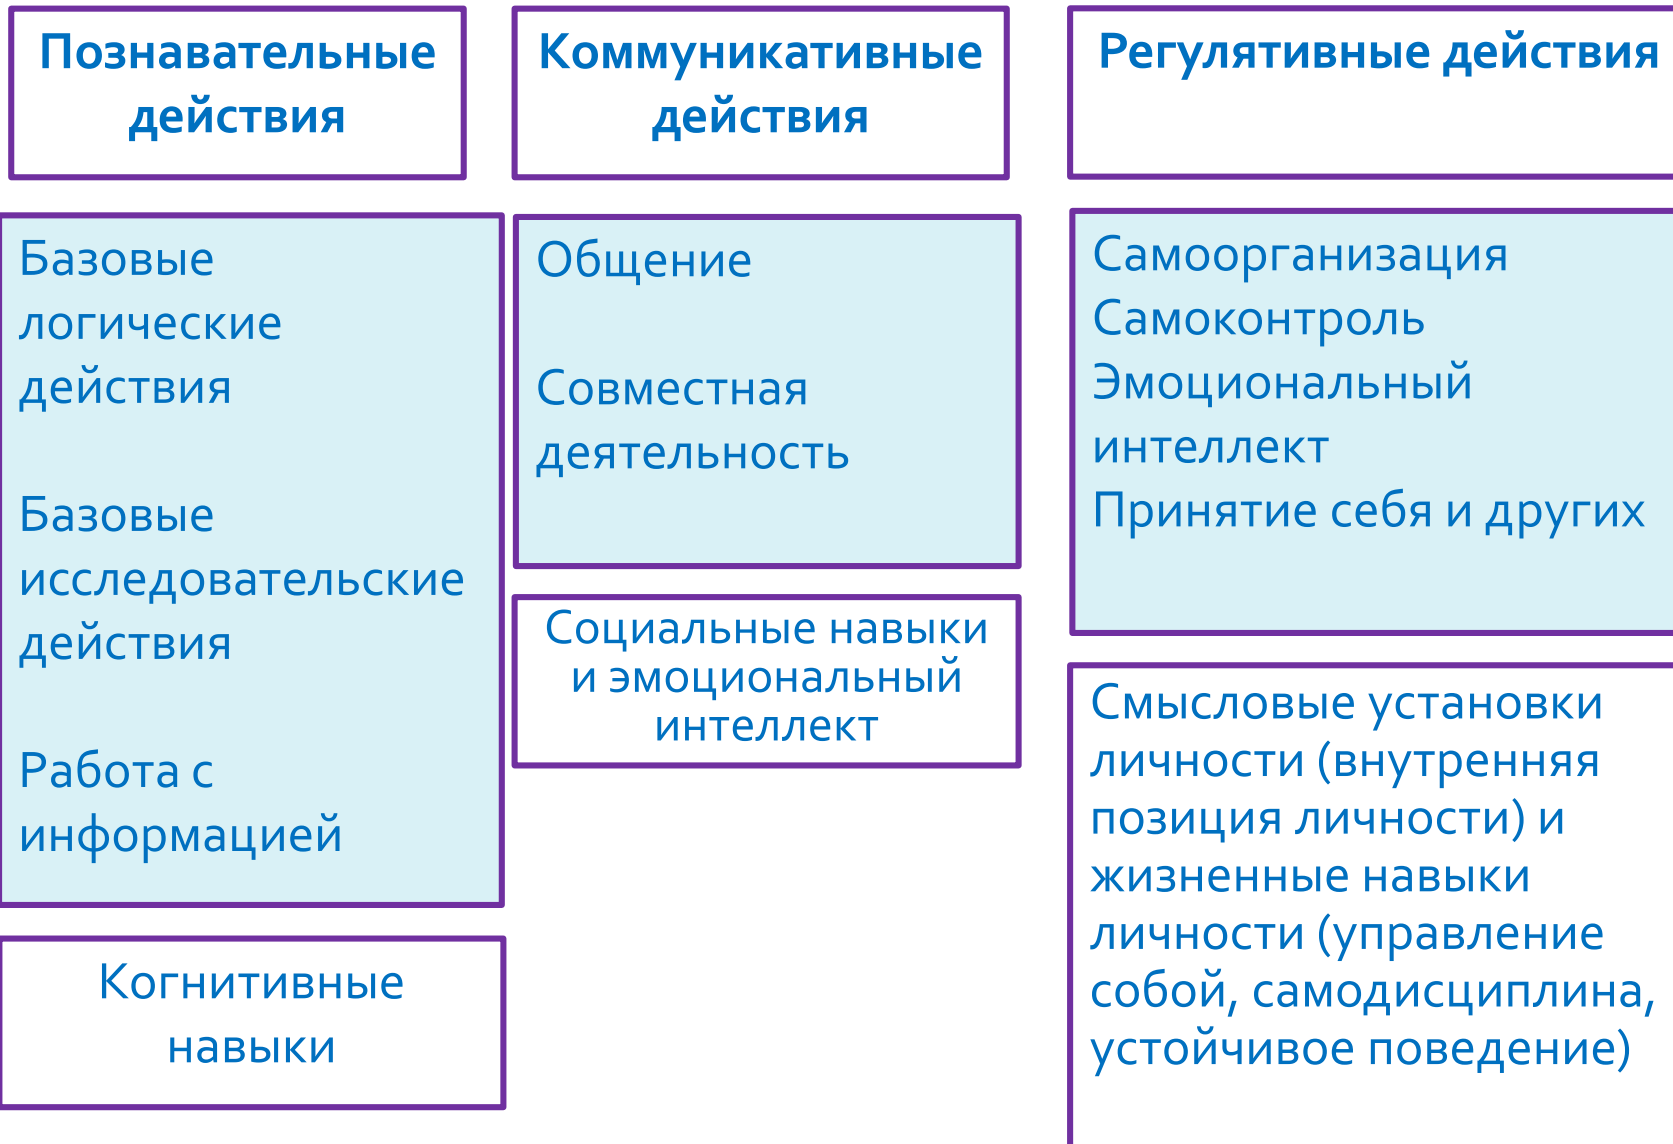 Познавательные
действия
Базовые
логические
действия
Базовые
исследовательские
действия
Работа с
информацией
Когнитивные
навыки
Коммуникативные
действия
Общение
Совместная
деятельность
Социальные навыки
и эмоциональный
интеллект
Регулятивные действия
Самоорганизация
Самоконтроль
Эмоциональный
интеллект
Принятие себя и других
Смысловые установки
личности (внутренняя
позиция личности) и
жизненные навыки
личности (управление
собой, самодисциплина,
устойчивое поведение)